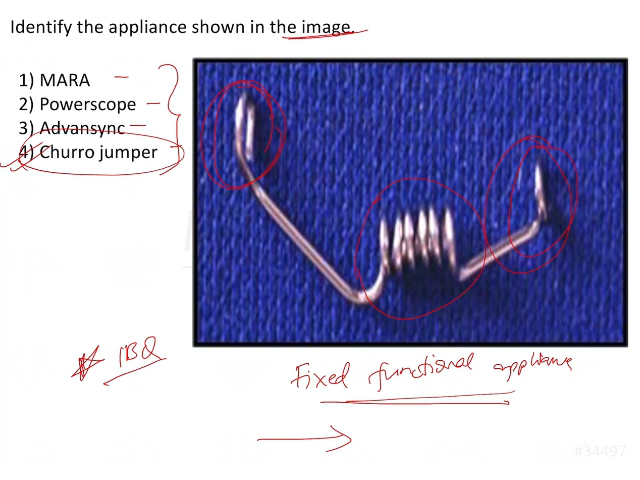 Identify the appliance shown in the image.
1) MARA
2) Powerscope
3) Advansync
4) Churro jumper
IBQ
Fixed functional appliance
#34497